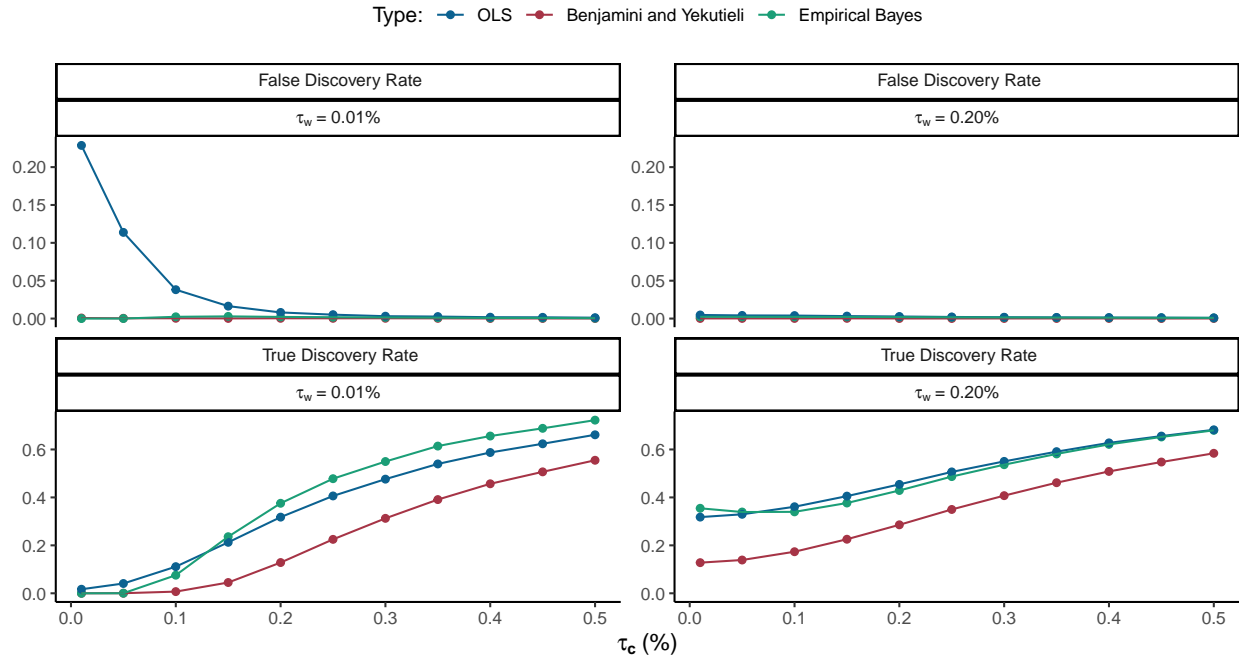 Type: OLS Benjamini and Yekutieli Empirical Bayes
False Discovery Rate
False Discovery Rate
τw = 0.01%
τw = 0.20%
0.20
0.15
0.10
0.05
0.00
0.20
0.15
0.10
0.05
0.00
True Discovery Rate
True Discovery Rate
τw = 0.01%
τw = 0.20%
0.6
0.4
0.2
0.0
0.6
0.4
0.2
0.0
0.0 0.1 0.2 0.3 0.4 0.5
0.0 0.1 0.2 0.3 0.4 0.5
τc (%)